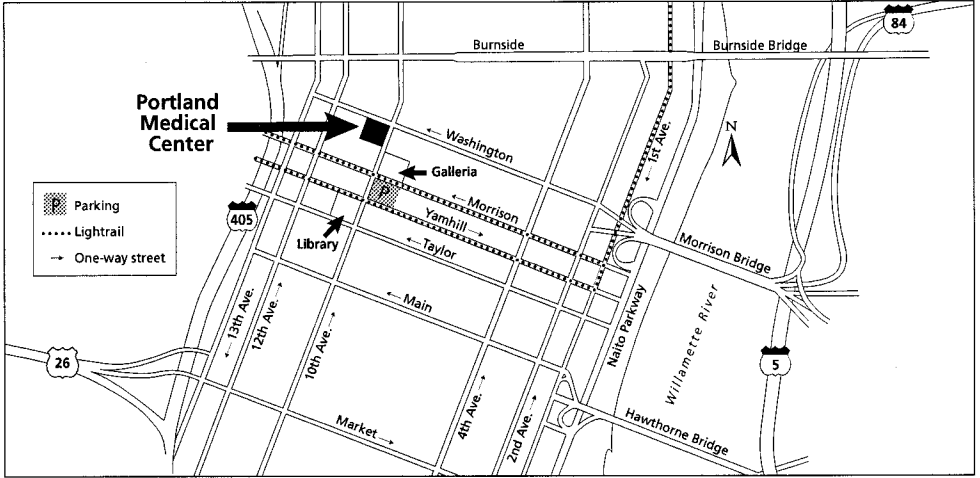 84
Burnside
Burnside Bridge
Portland
Medical
Center
Washington
1st Ave.
N
Galleria
P
Parking
Lightrail
One-way street
P
Morrison
Yamhill
Taylor
Library
405
Morrison Bridge
Main
13th Ave.
12th Ave.
10th Ave.
Naito Parkway
Willamette River
26
5
4th Ave.
2nd Ave.
Market
Hawthorne Bridge